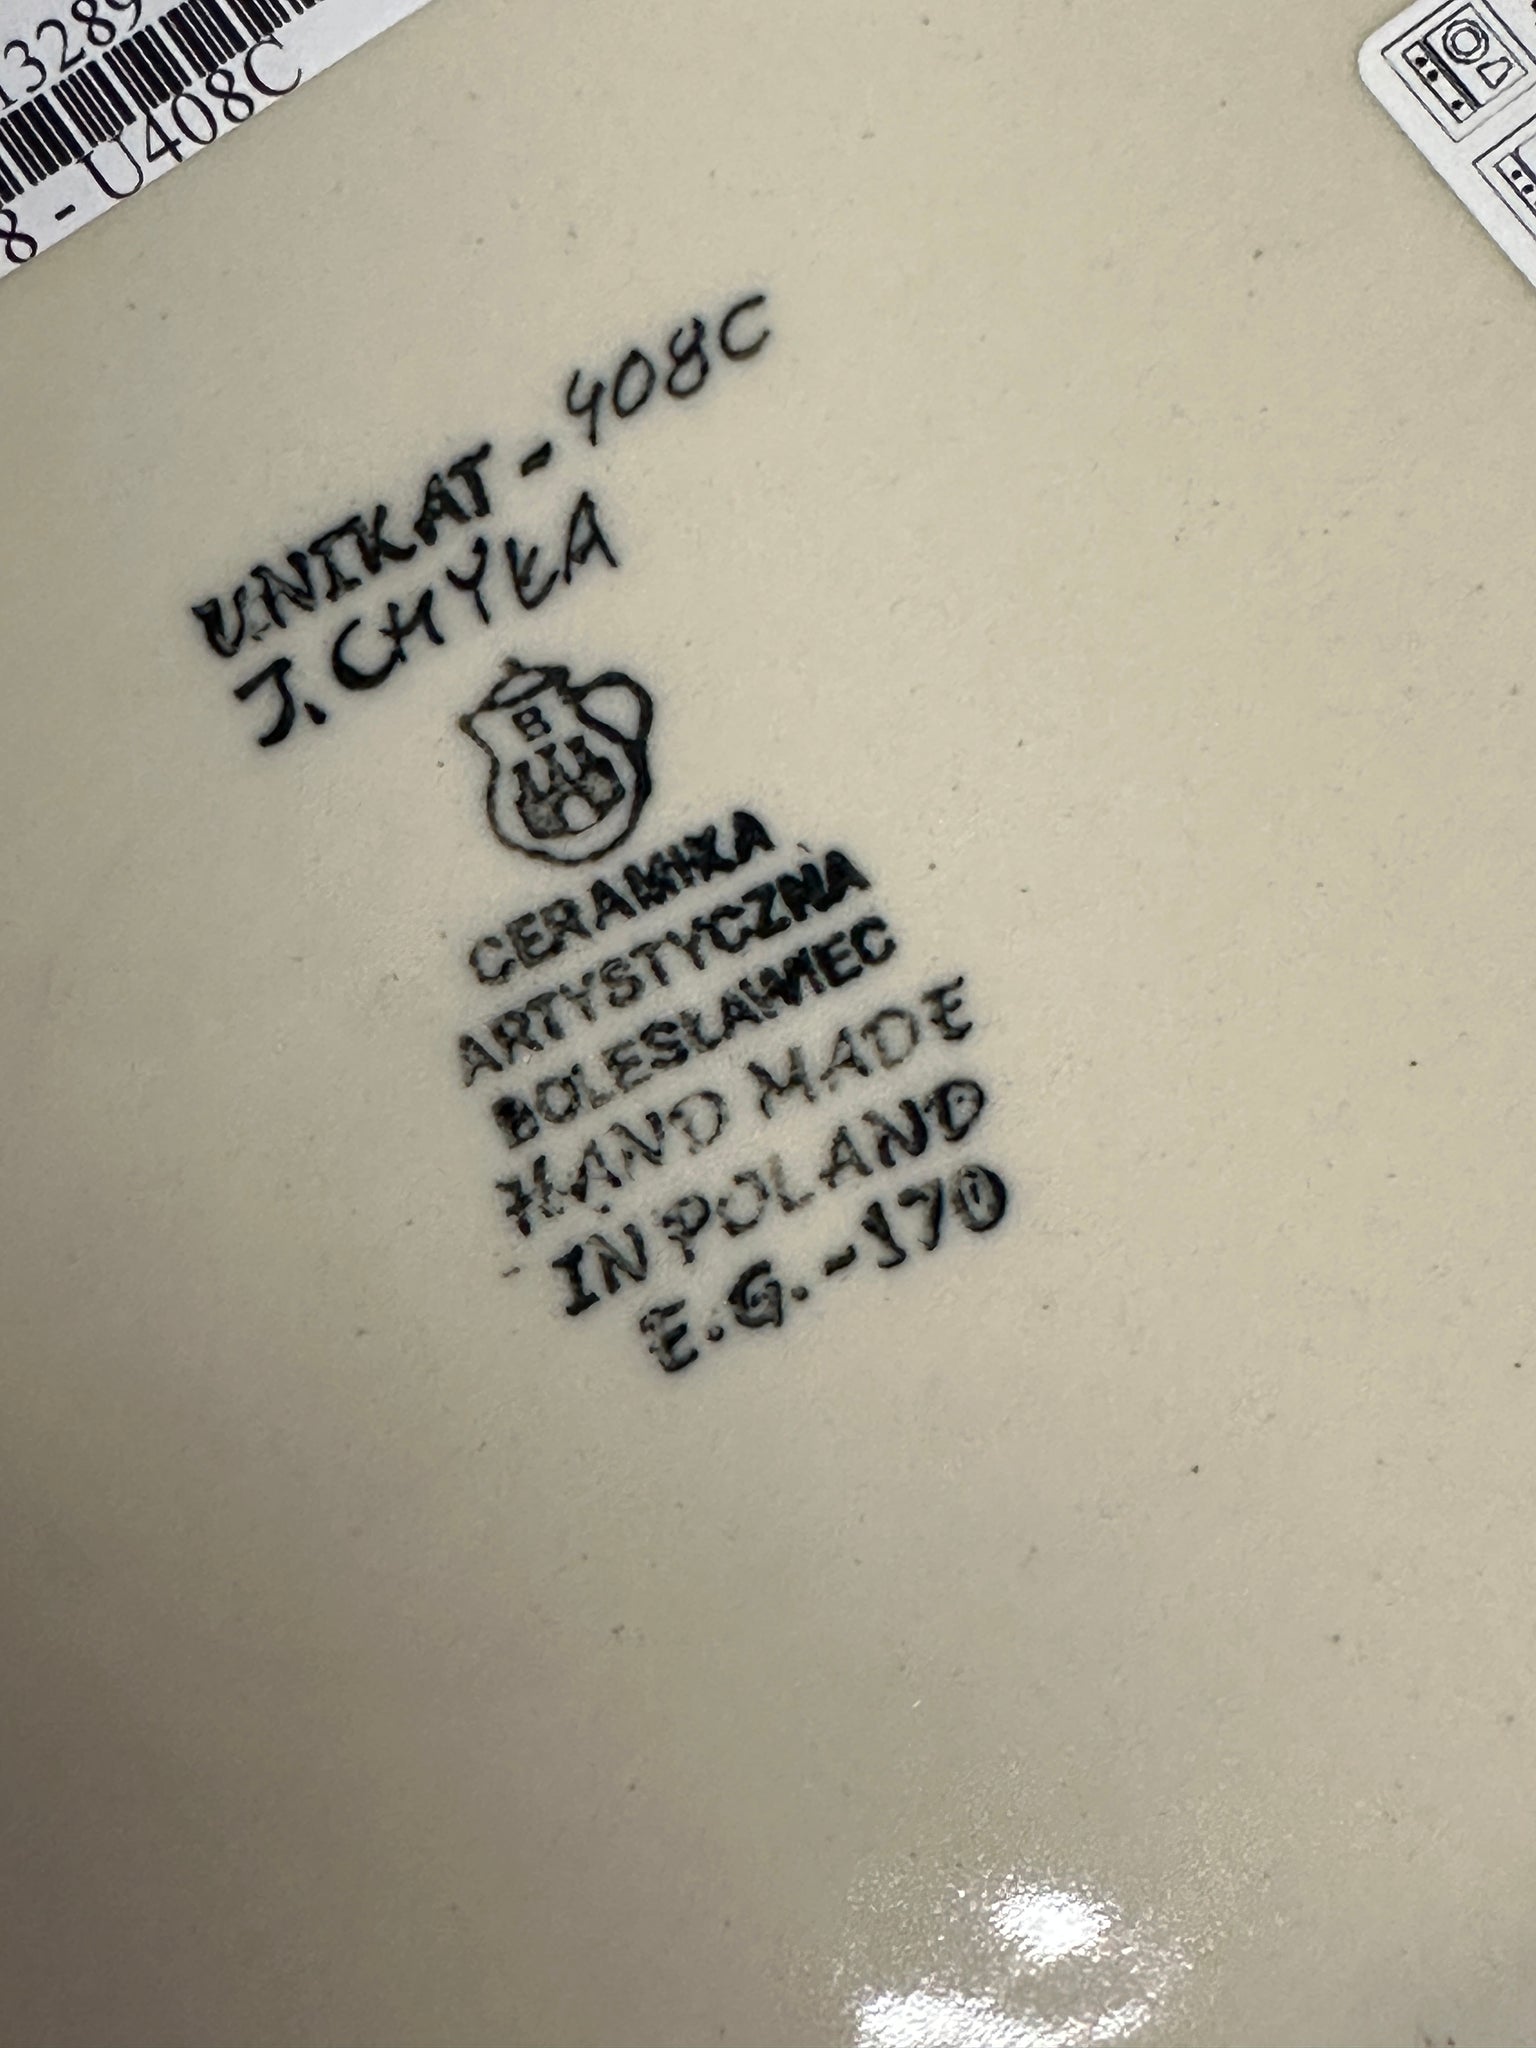 13289
8 - U408C
UNIKAT - 408C
J. CHYŁA
B
CERAMIKA
ARTYSTYCZNA
BOLESŁAWIEC
HAND MADE
IN POLAND
E.G.-170